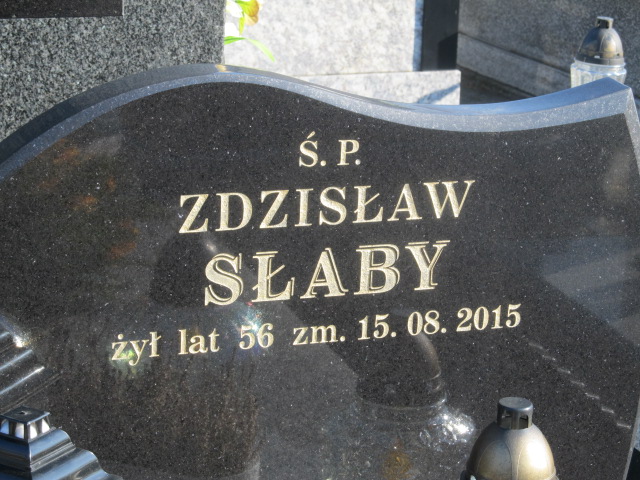 Ś. P.
ZDZISŁAW
SŁABY
żył lat 56 zm. 15. 08. 2015